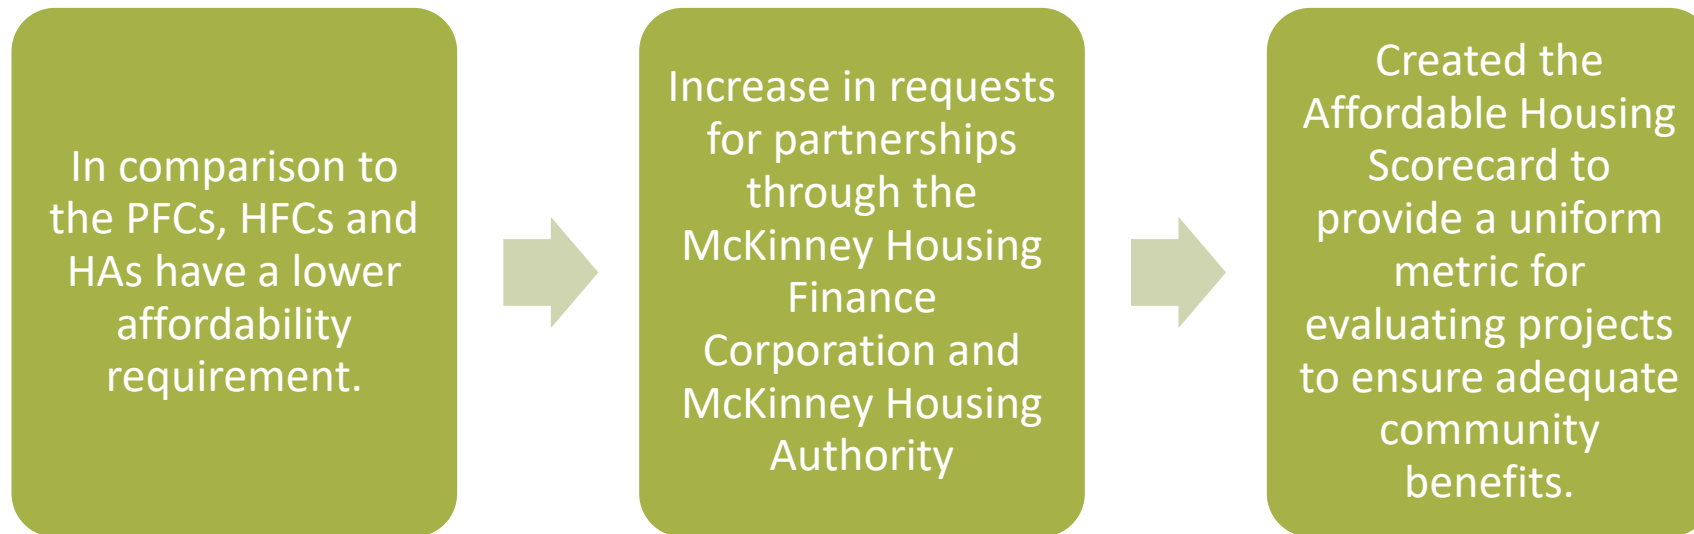 In comparison to
the PFCs, HFCs and
HAs have a lower
affordability
requirement.
Increase in requests
for partnerships
through the
McKinney Housing
Finance
Corporation and
McKinney Housing
Authority
Created the
Affordable Housing
Scorecard to
provide a uniform
metric for
evaluating projects
to ensure adequate
community
benefits.